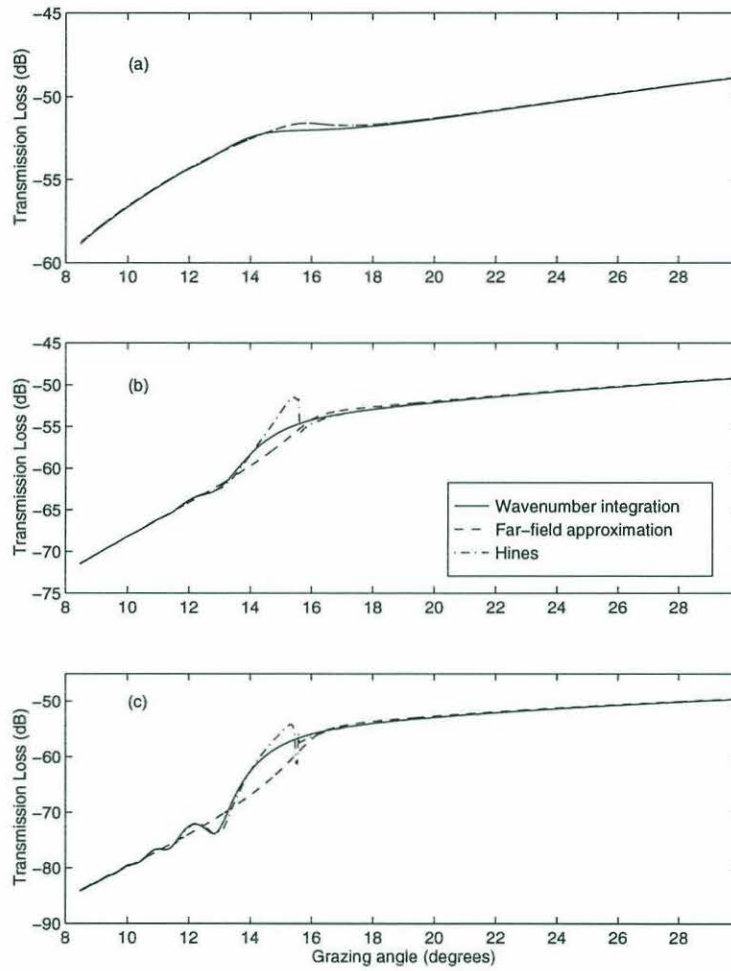 −45
(a)
−50
−55
−60
Transmission Loss (dB)
8 10 12 14 16 18 20 22 24 26 28
−45
(b)
−50
−55
−60
−65
−70
−75
Transmission Loss (dB)
Wavenumber integration
Far−field approximation
Hines
8 10 12 14 16 18 20 22 24 26 28
(c)
−50
−60
−70
−80
−90
Transmission Loss (dB)
8 10 12 14 16 18 20 22 24 26 28
Grazing angle (degrees)